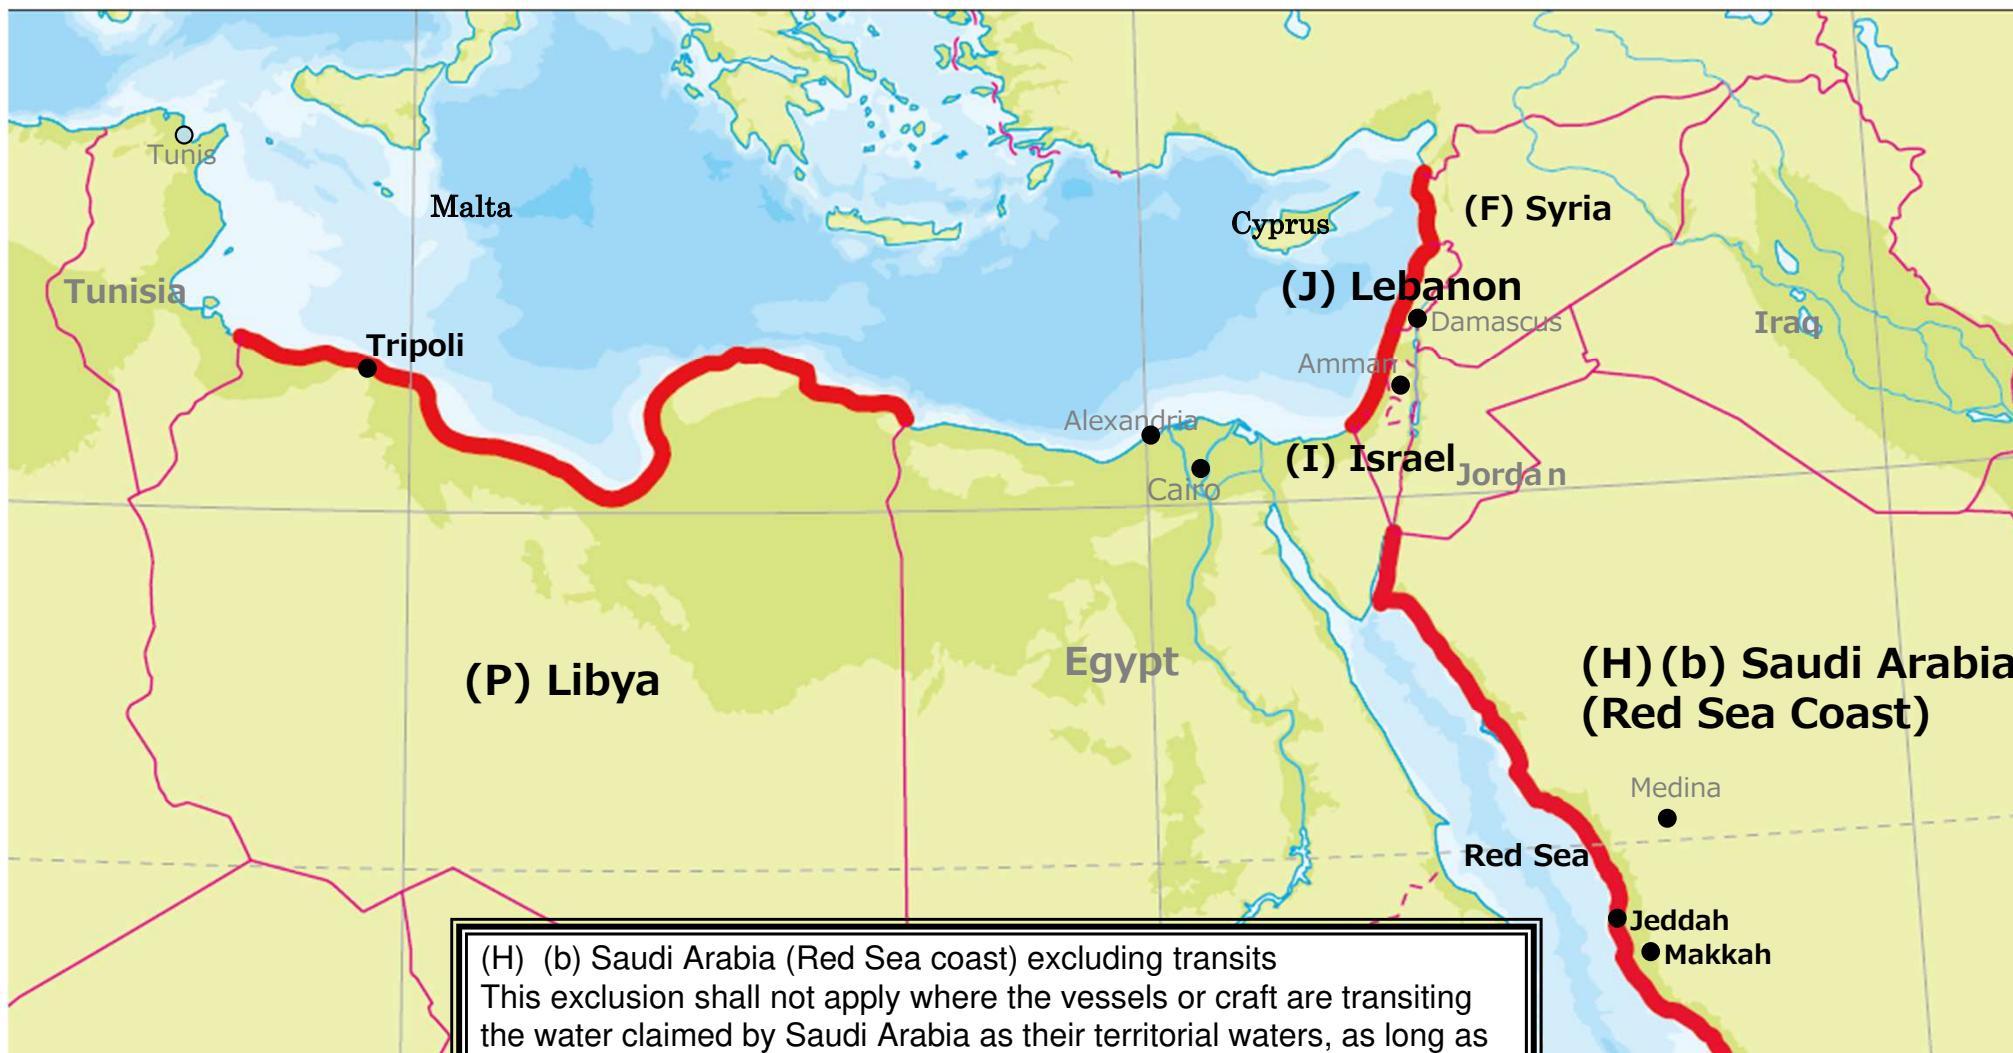 Tunis
Malta
Cyprus
(F) Syria
Tunisia
(J) Lebanon
Damascus
Iraq
Tripoli
Amman
Alexandria
(I) Israel
Jordan
Cairo
(P) Libya
Egypt
(H) (b) Saudi Arabia
(Red Sea Coast)
Medina
Red Sea
Jeddah
Makkah
(H) (b) Saudi Arabia (Red Sea coast) excluding transits
This exclusion shall not apply where the vessels or craft are transiting
the water claimed by Saudi Arabia as their territorial waters, as long as